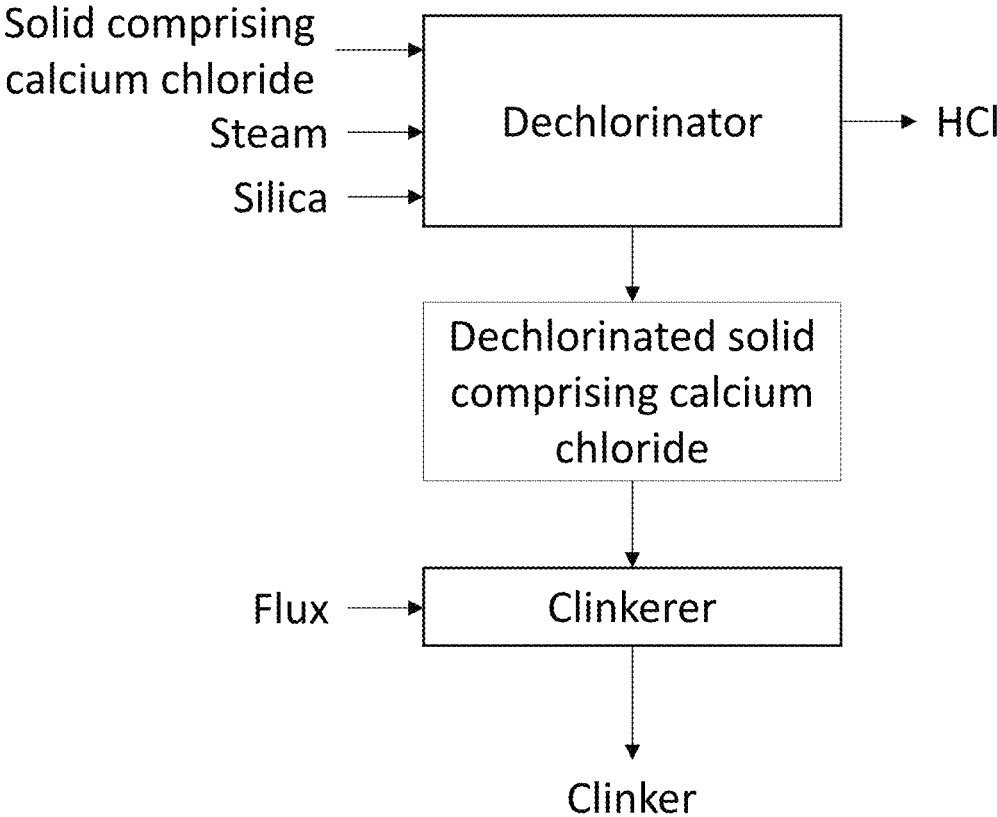 Solid comprising
calcium chloride
Steam
Silica
Dechlorinator
HCl
Dechlorinated solid
comprising calcium
chloride
Flux
Clinkerer
Clinker